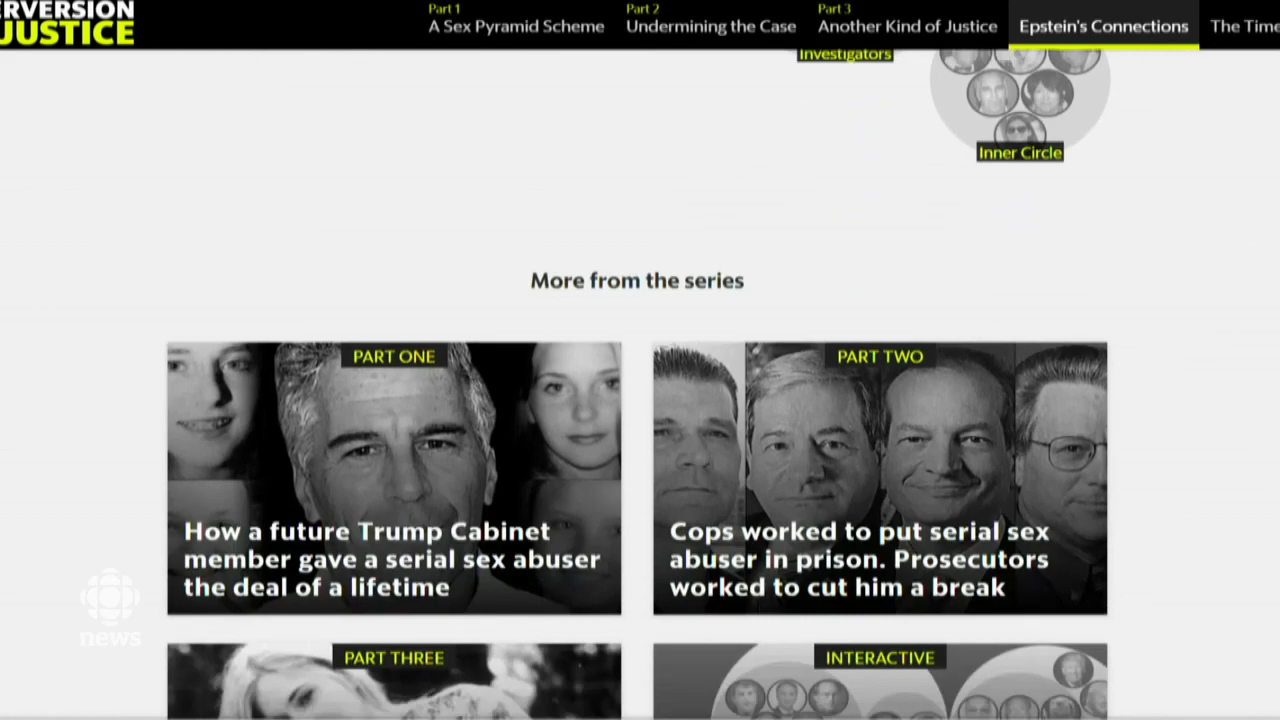 ERVERSION
JUSTICE
Part 1
A Sex Pyramid Scheme
Part 2
Undermining the Case
Part 3
Another Kind of Justice
Epstein's Connections
The Time
Investigators
Inner Circle
More from the series
PART ONE
How a future Trump Cabinet
member gave a serial sex abuser
the deal of a lifetime
PART TWO
Cops worked to put serial sex
abuser in prison. Prosecutors
worked to cut him a break
news
PART THREE
INTERACTIVE